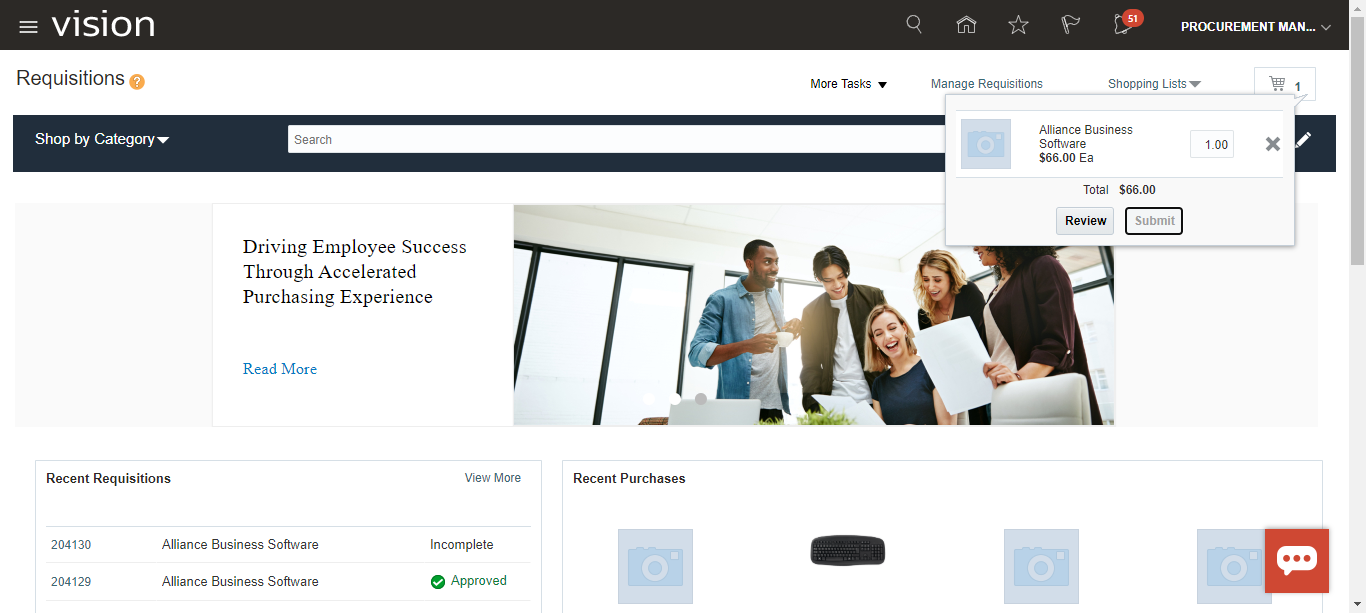 vision
51
PROCUREMENT MAN...
Requisitions
?
More Tasks
Manage Requisitions
Shopping Lists
1
Shop by Category
Search
Alliance Business
Software
$66.00 Ea
1.00
Total $66.00
Review
Submit
Driving Employee Success
Through Accelerated
Purchasing Experience
Read More
Recent Requisitions
View More
204130 Alliance Business Software Incomplete
204129 Alliance Business Software Approved
Recent Purchases